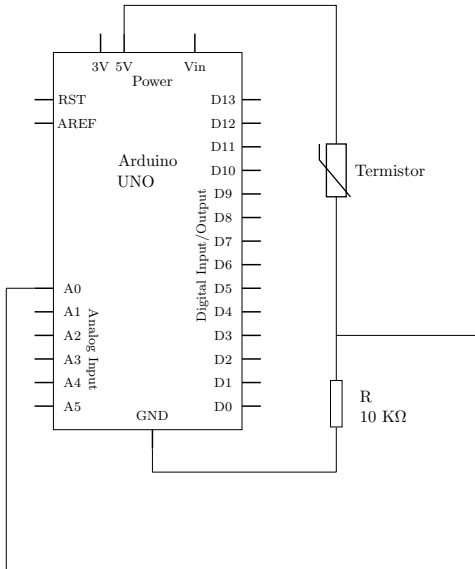 3V 5V Vin
Power
RST D13
AREF D12
D11
Arduino
UNO
D10
Termistor
D9
D8
D7
D6
Digital Input/Output
A0 D5
A1 D4
A2 D3
A3 D2
A4 D1
A5 D0
Analog Input
GND
R
10 KΩ